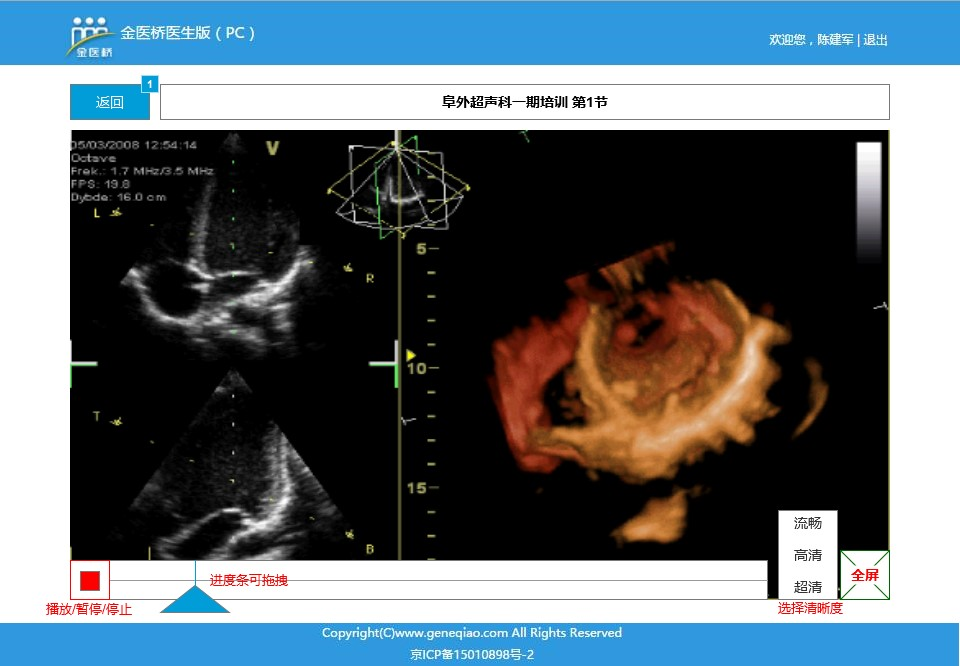 金医桥医生版（PC）
金医桥
欢迎您，陈建军 | 退出
返回
1
阜外超声科一期培训 第1节
05/03/2008 12:54:14
Octave
Frek.: 1.7 MHz/3.5 MHz
FPS: 19.8
Dybde: 16.0 cm
V
L
R
5
10
T
15
B
流畅
高清
超清
全屏
进度条可拖拽
播放/暂停/停止
选择清晰度
Copyright(C)www.geneqiao.com All Rights Reserved
京ICP备15010898号-2